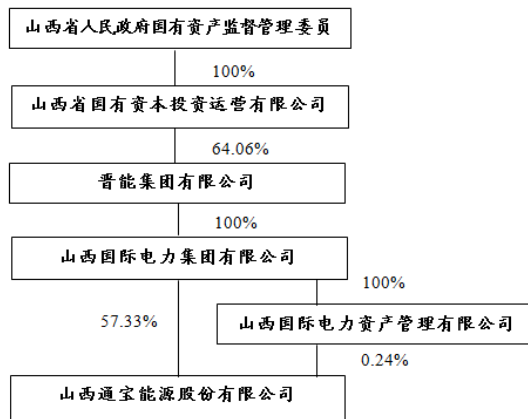 山西省人民政府国有资产监督管理委员
100%
山西省国有资本投资运营有限公司
64.06%
晋能集团有限公司
100%
山西国际电力集团有限公司
100%
57.33%
山西国际电力资产管理有限公司
0.24%
山西通宝能源股份有限公司